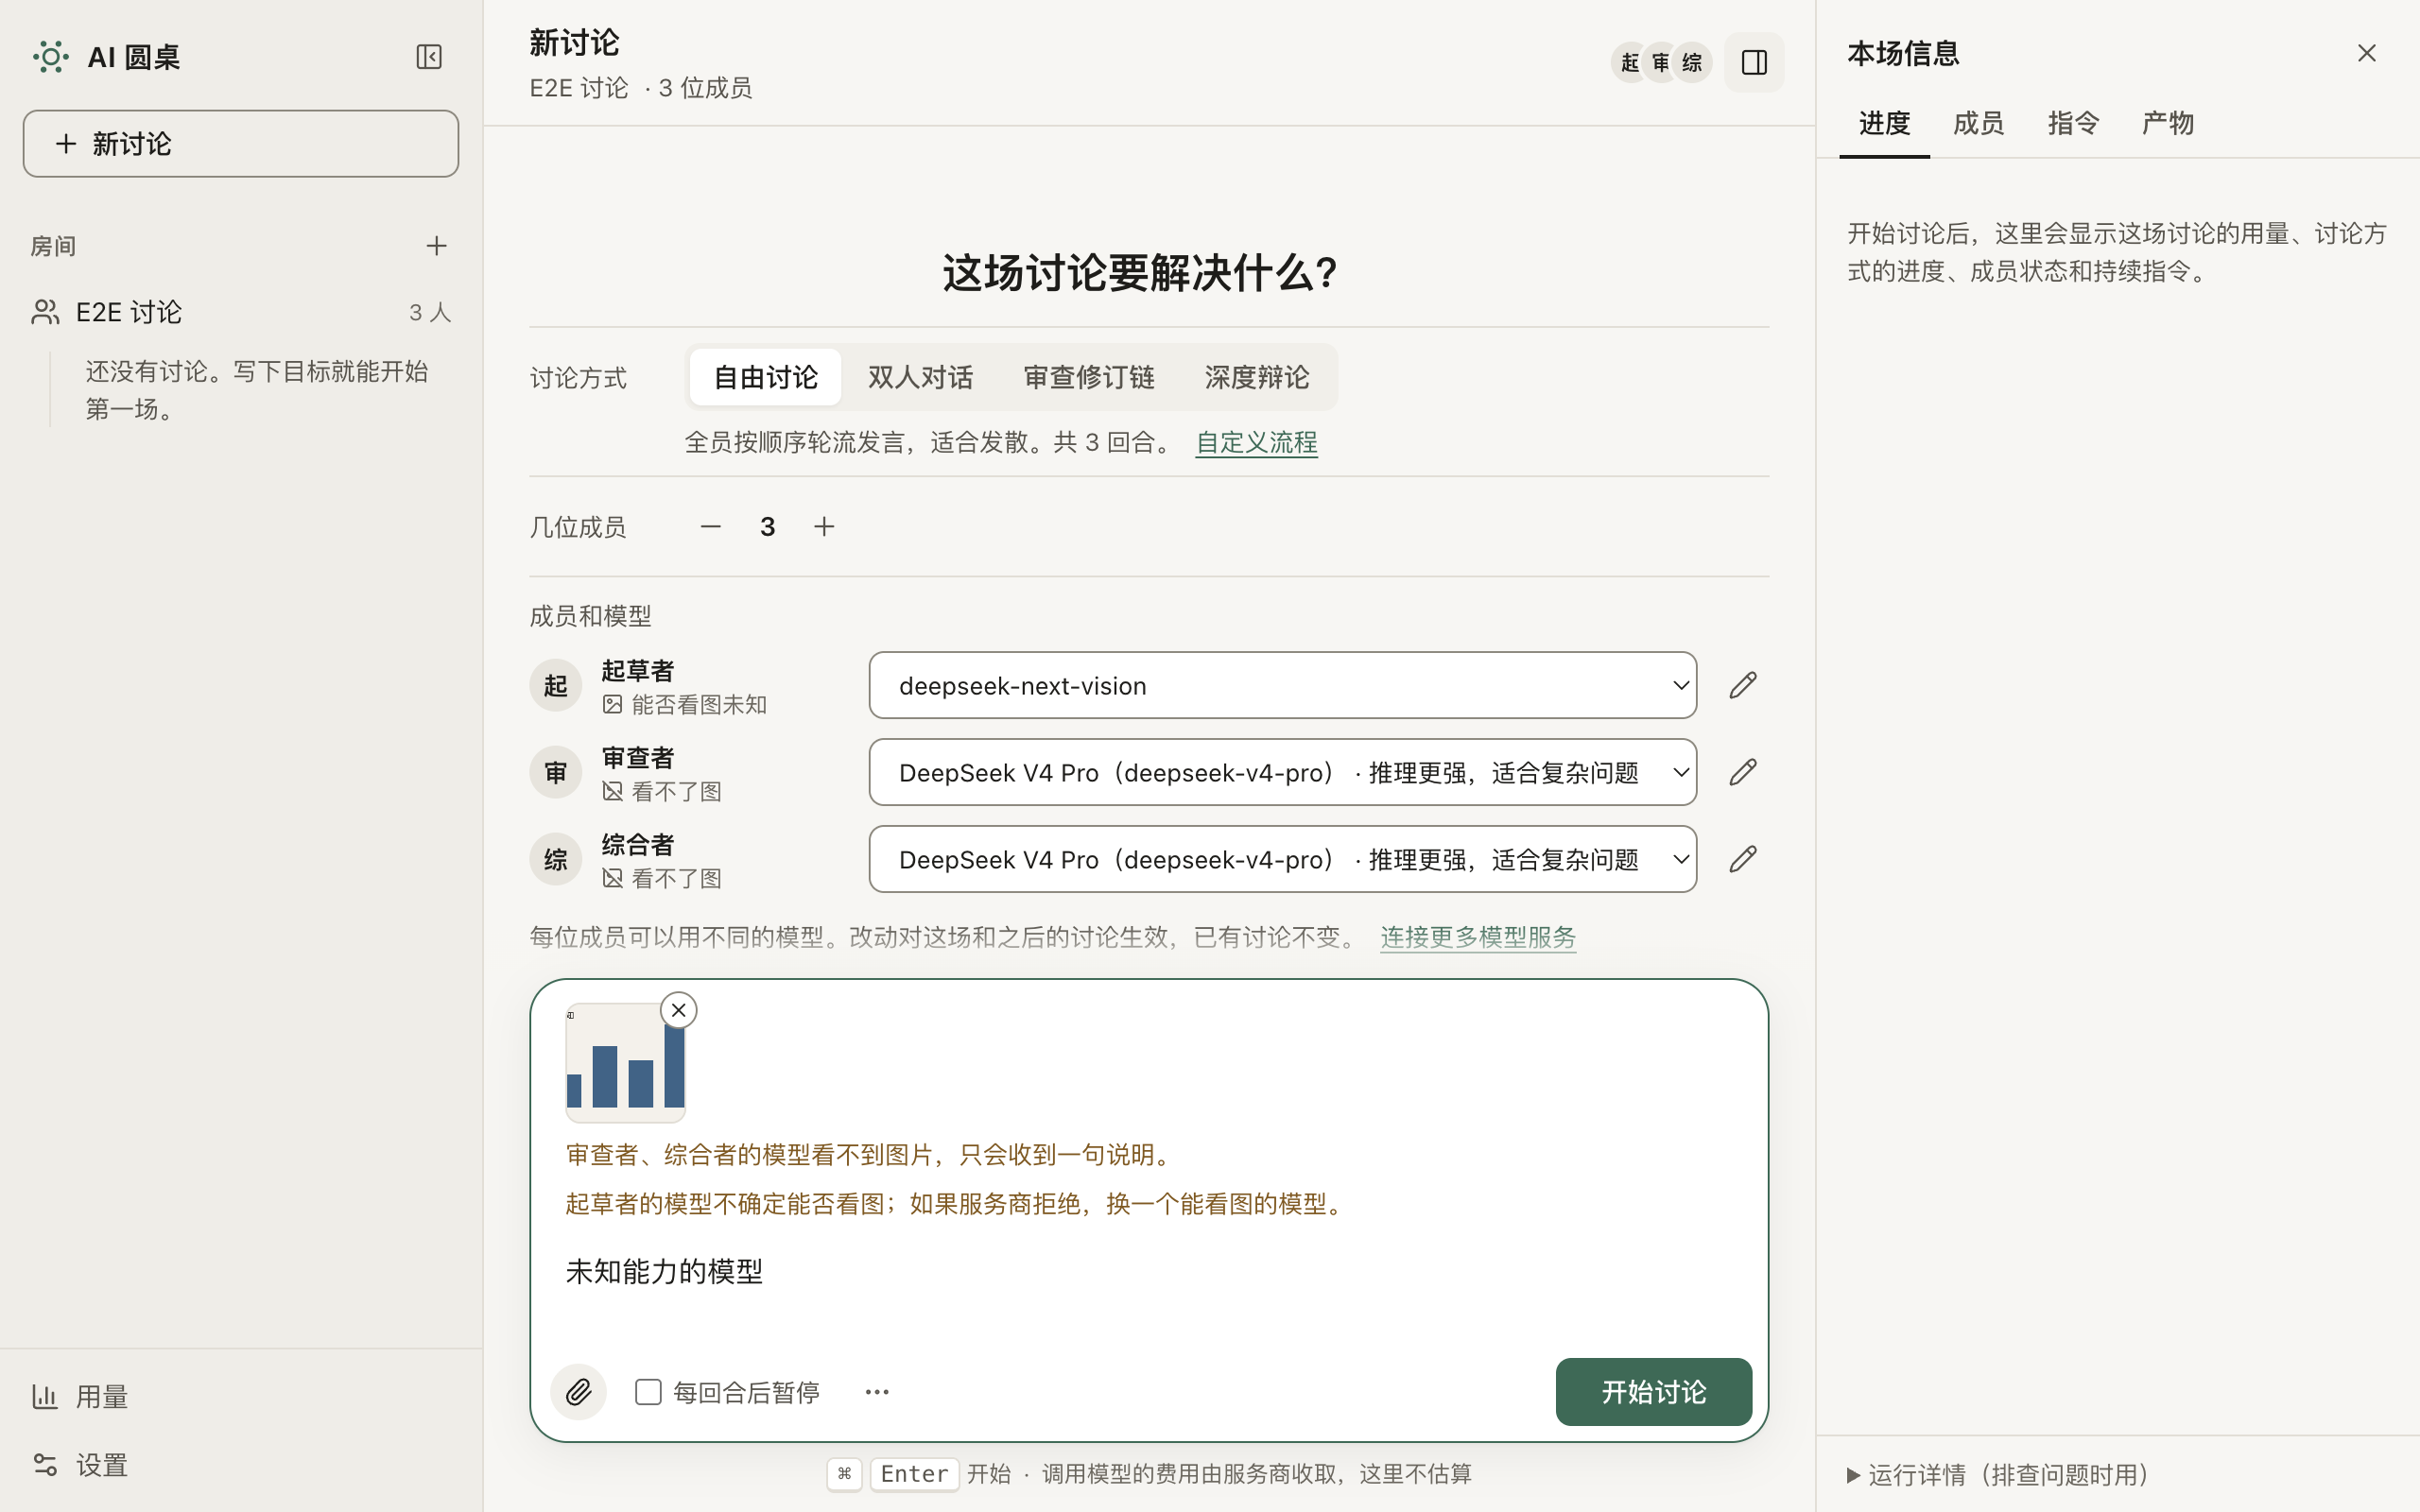 AI 圆桌
新讨论
房间
E2E 讨论
3 人
还没有讨论。写下目标就能开始
第一场。
用量
设置
新讨论
E2E 讨论 · 3 位成员
起 审 综
这场讨论要解决什么?
讨论方式
自由讨论
双人对话
审查修订链
深度辩论
全员按顺序轮流发言，适合发散。共 3 回合。 自定义流程
几位成员
3
成员和模型
起
起草者
能否看图未知
deepseek-next-vision
审
审查者
看不了图
DeepSeek V4 Pro（deepseek-v4-pro） · 推理更强，适合复杂问题
综
综合者
看不了图
DeepSeek V4 Pro（deepseek-v4-pro） · 推理更强，适合复杂问题
每位成员可以用不同的模型。改动对这场和之后的讨论生效，已有讨论不变。 连接更多模型服务
审查者、综合者的模型看不到图片，只会收到一句说明。
起草者的模型不确定能否看图；如果服务商拒绝，换一个能看图的模型。
未知能力的模型
每回合后暂停
开始讨论
⌘ Enter 开始 · 调用模型的费用由服务商收取，这里不估算
本场信息
进度
成员
指令
产物
开始讨论后，这里会显示这场讨论的用量、讨论方
式的进度、成员状态和持续指令。
运行详情（排查问题时用）